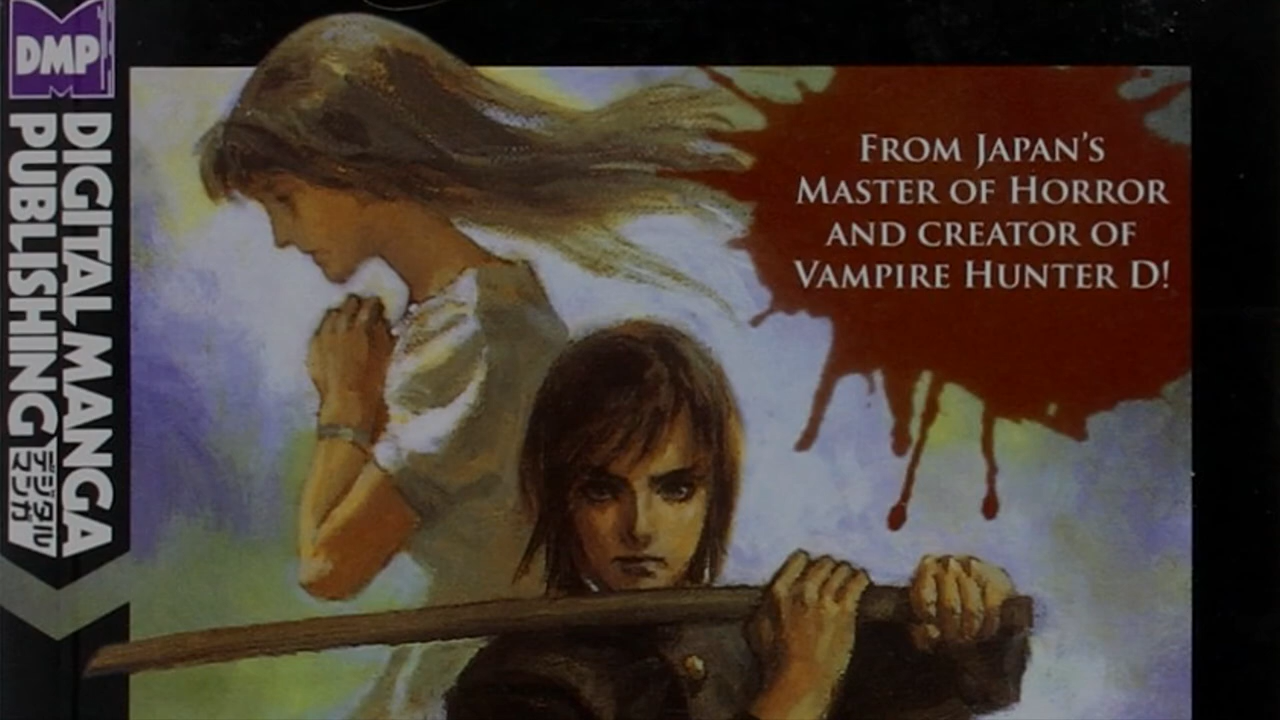 DMP
DIGITAL MANGA
PUBLISHING
デジタル
マンガ
FROM JAPAN'S
MASTER OF HORROR
AND CREATOR OF
VAMPIRE HUNTER D!